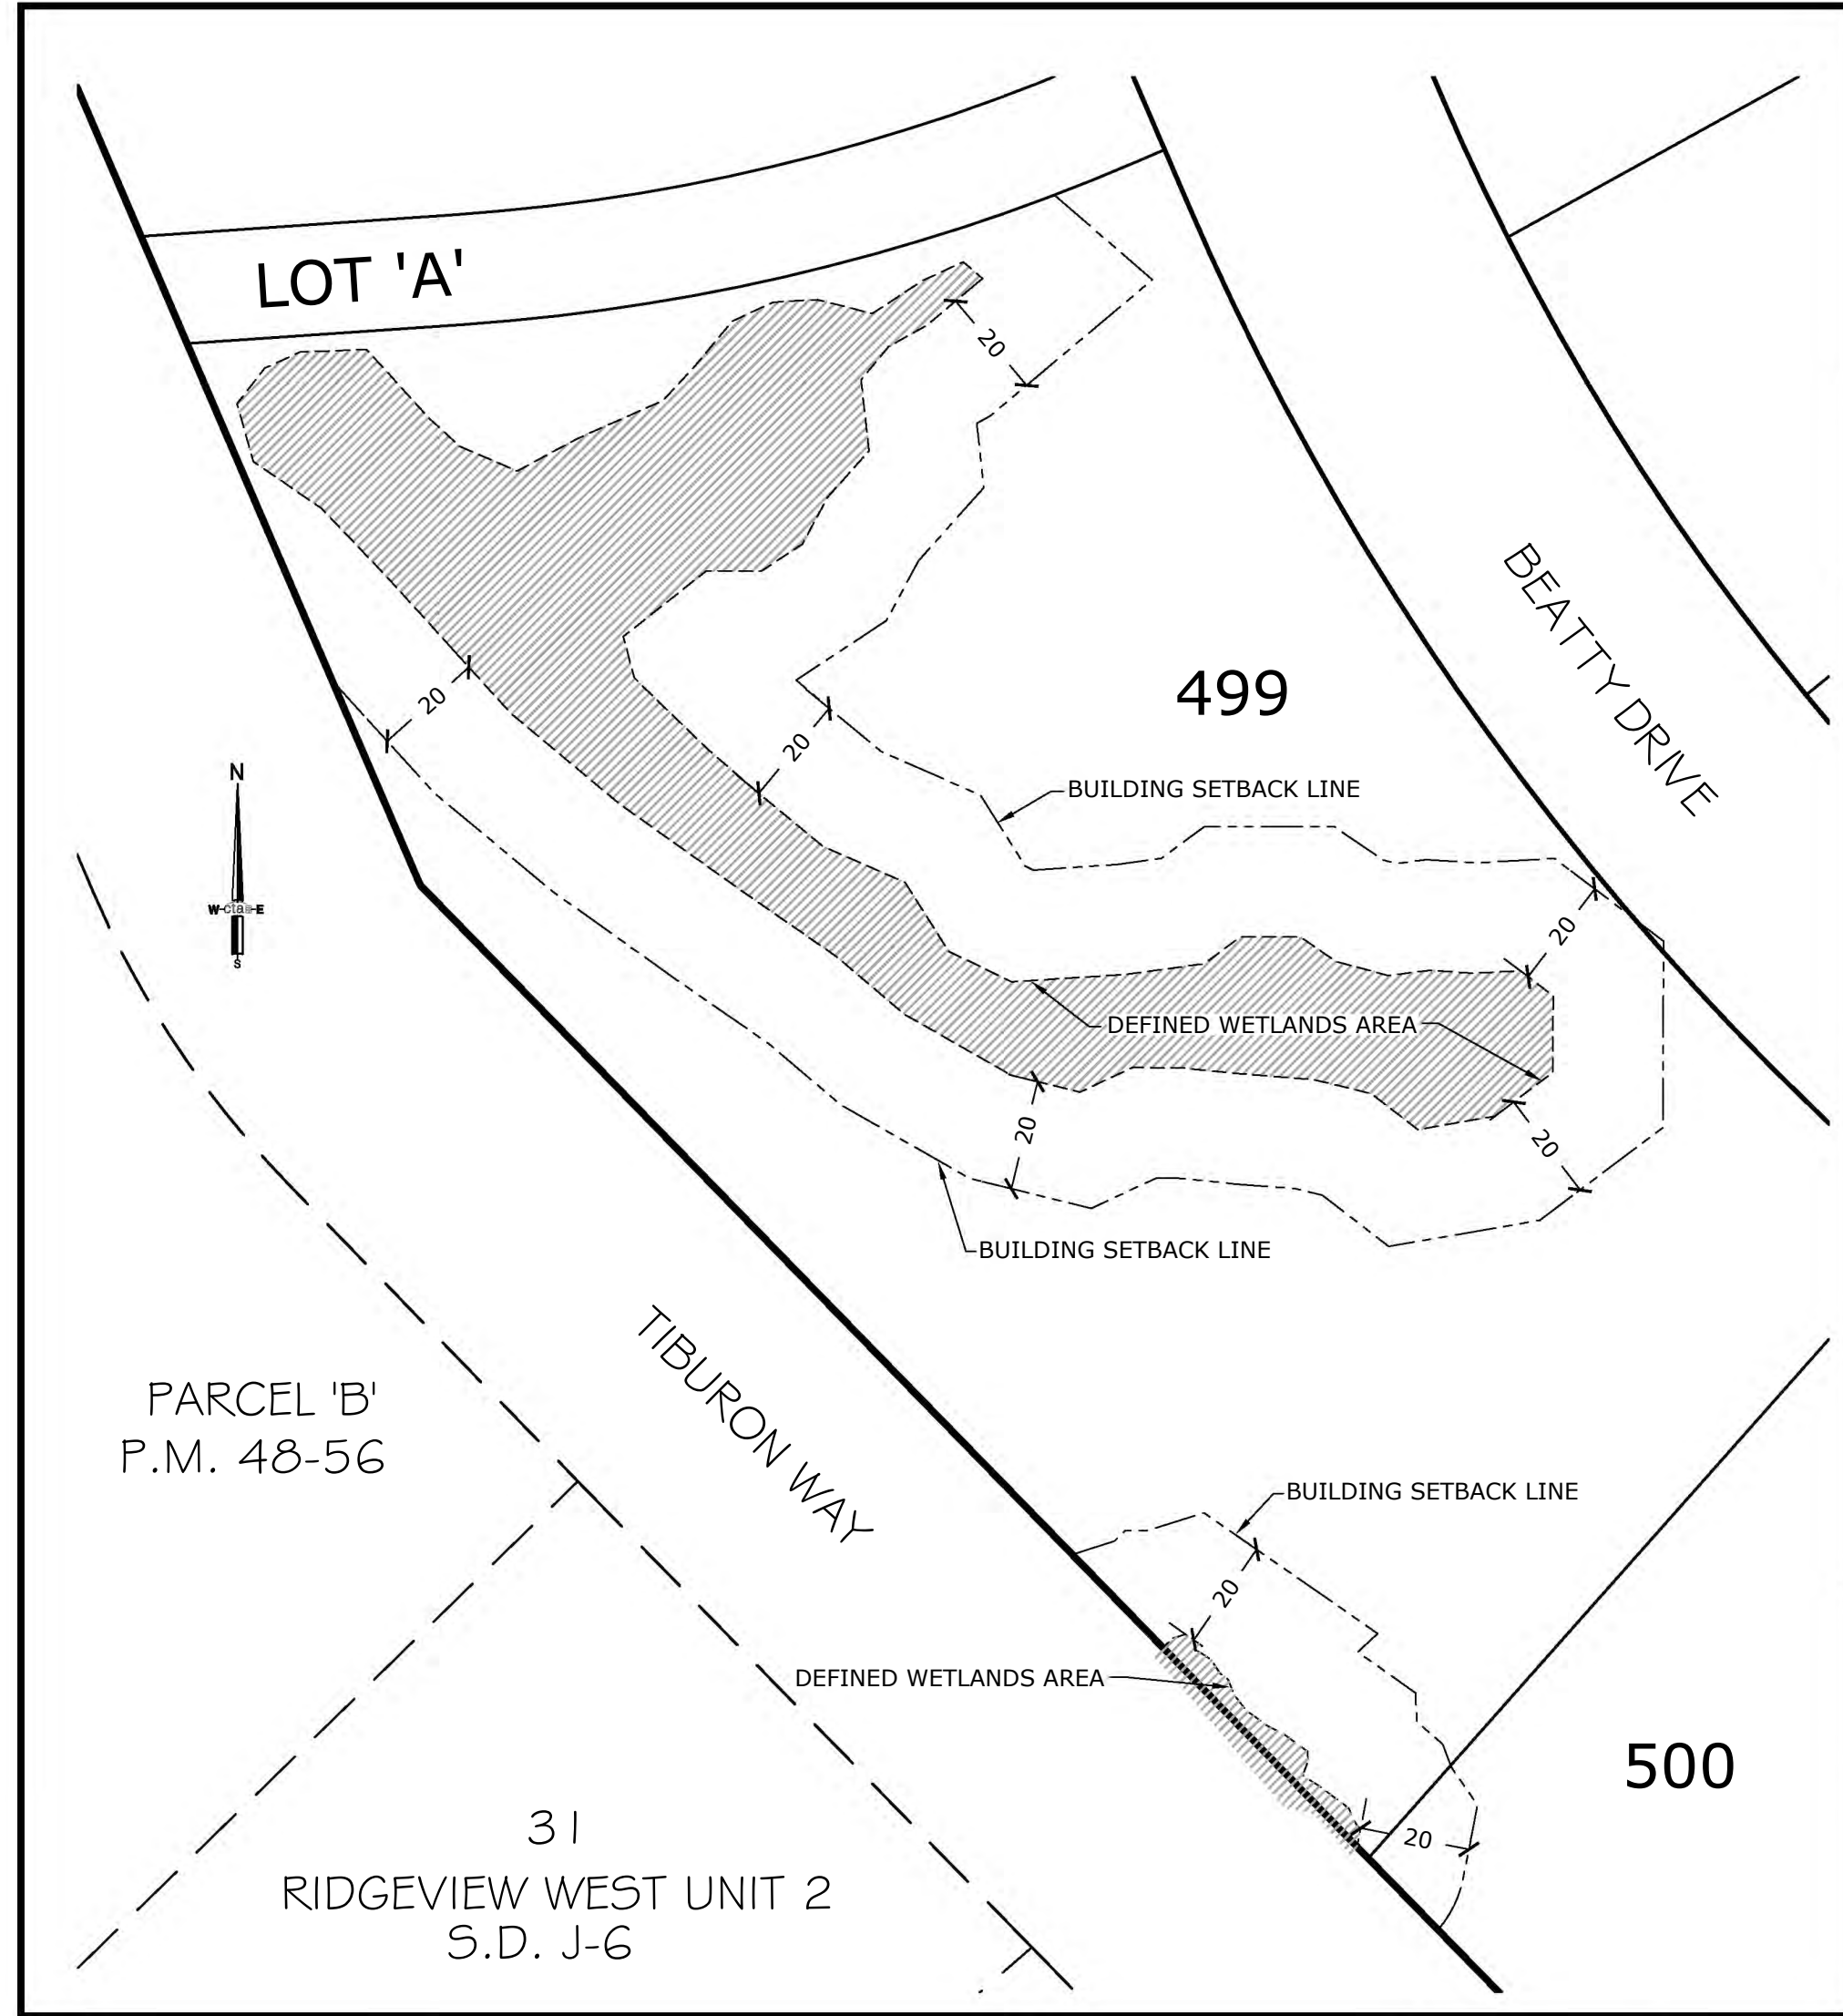 LOT 'A'
20
20
20
499
BEATTY DRIVE
N
W E
S
BUILDING SETBACK LINE
20
DEFINED WETLANDS AREA
20
20
BUILDING SETBACK LINE
TIBURON WAY
PARCEL 'B'
P.M. 48-56
BUILDING SETBACK LINE
20
DEFINED WETLANDS AREA
500
20
31
RIDGEVIEW WEST UNIT 2
S.D. J-6